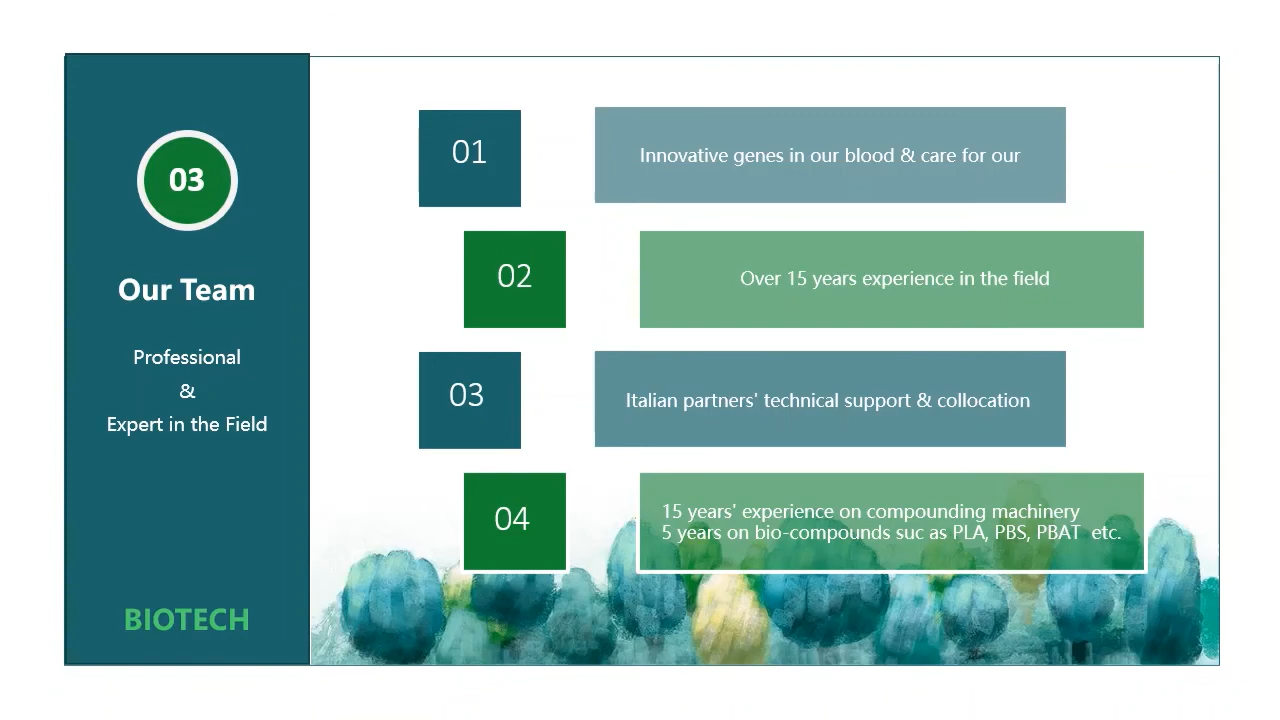 03
Our Team
Professional
&
Expert in the Field
BIOTECH
01
Innovative genes in our blood & care for our
02
Over 15 years experience in the field
03
Italian partners' technical support & collocation
04
15 years' experience on compounding machinery
5 years on bio-compounds suc as PLA, PBS, PBAT  etc.